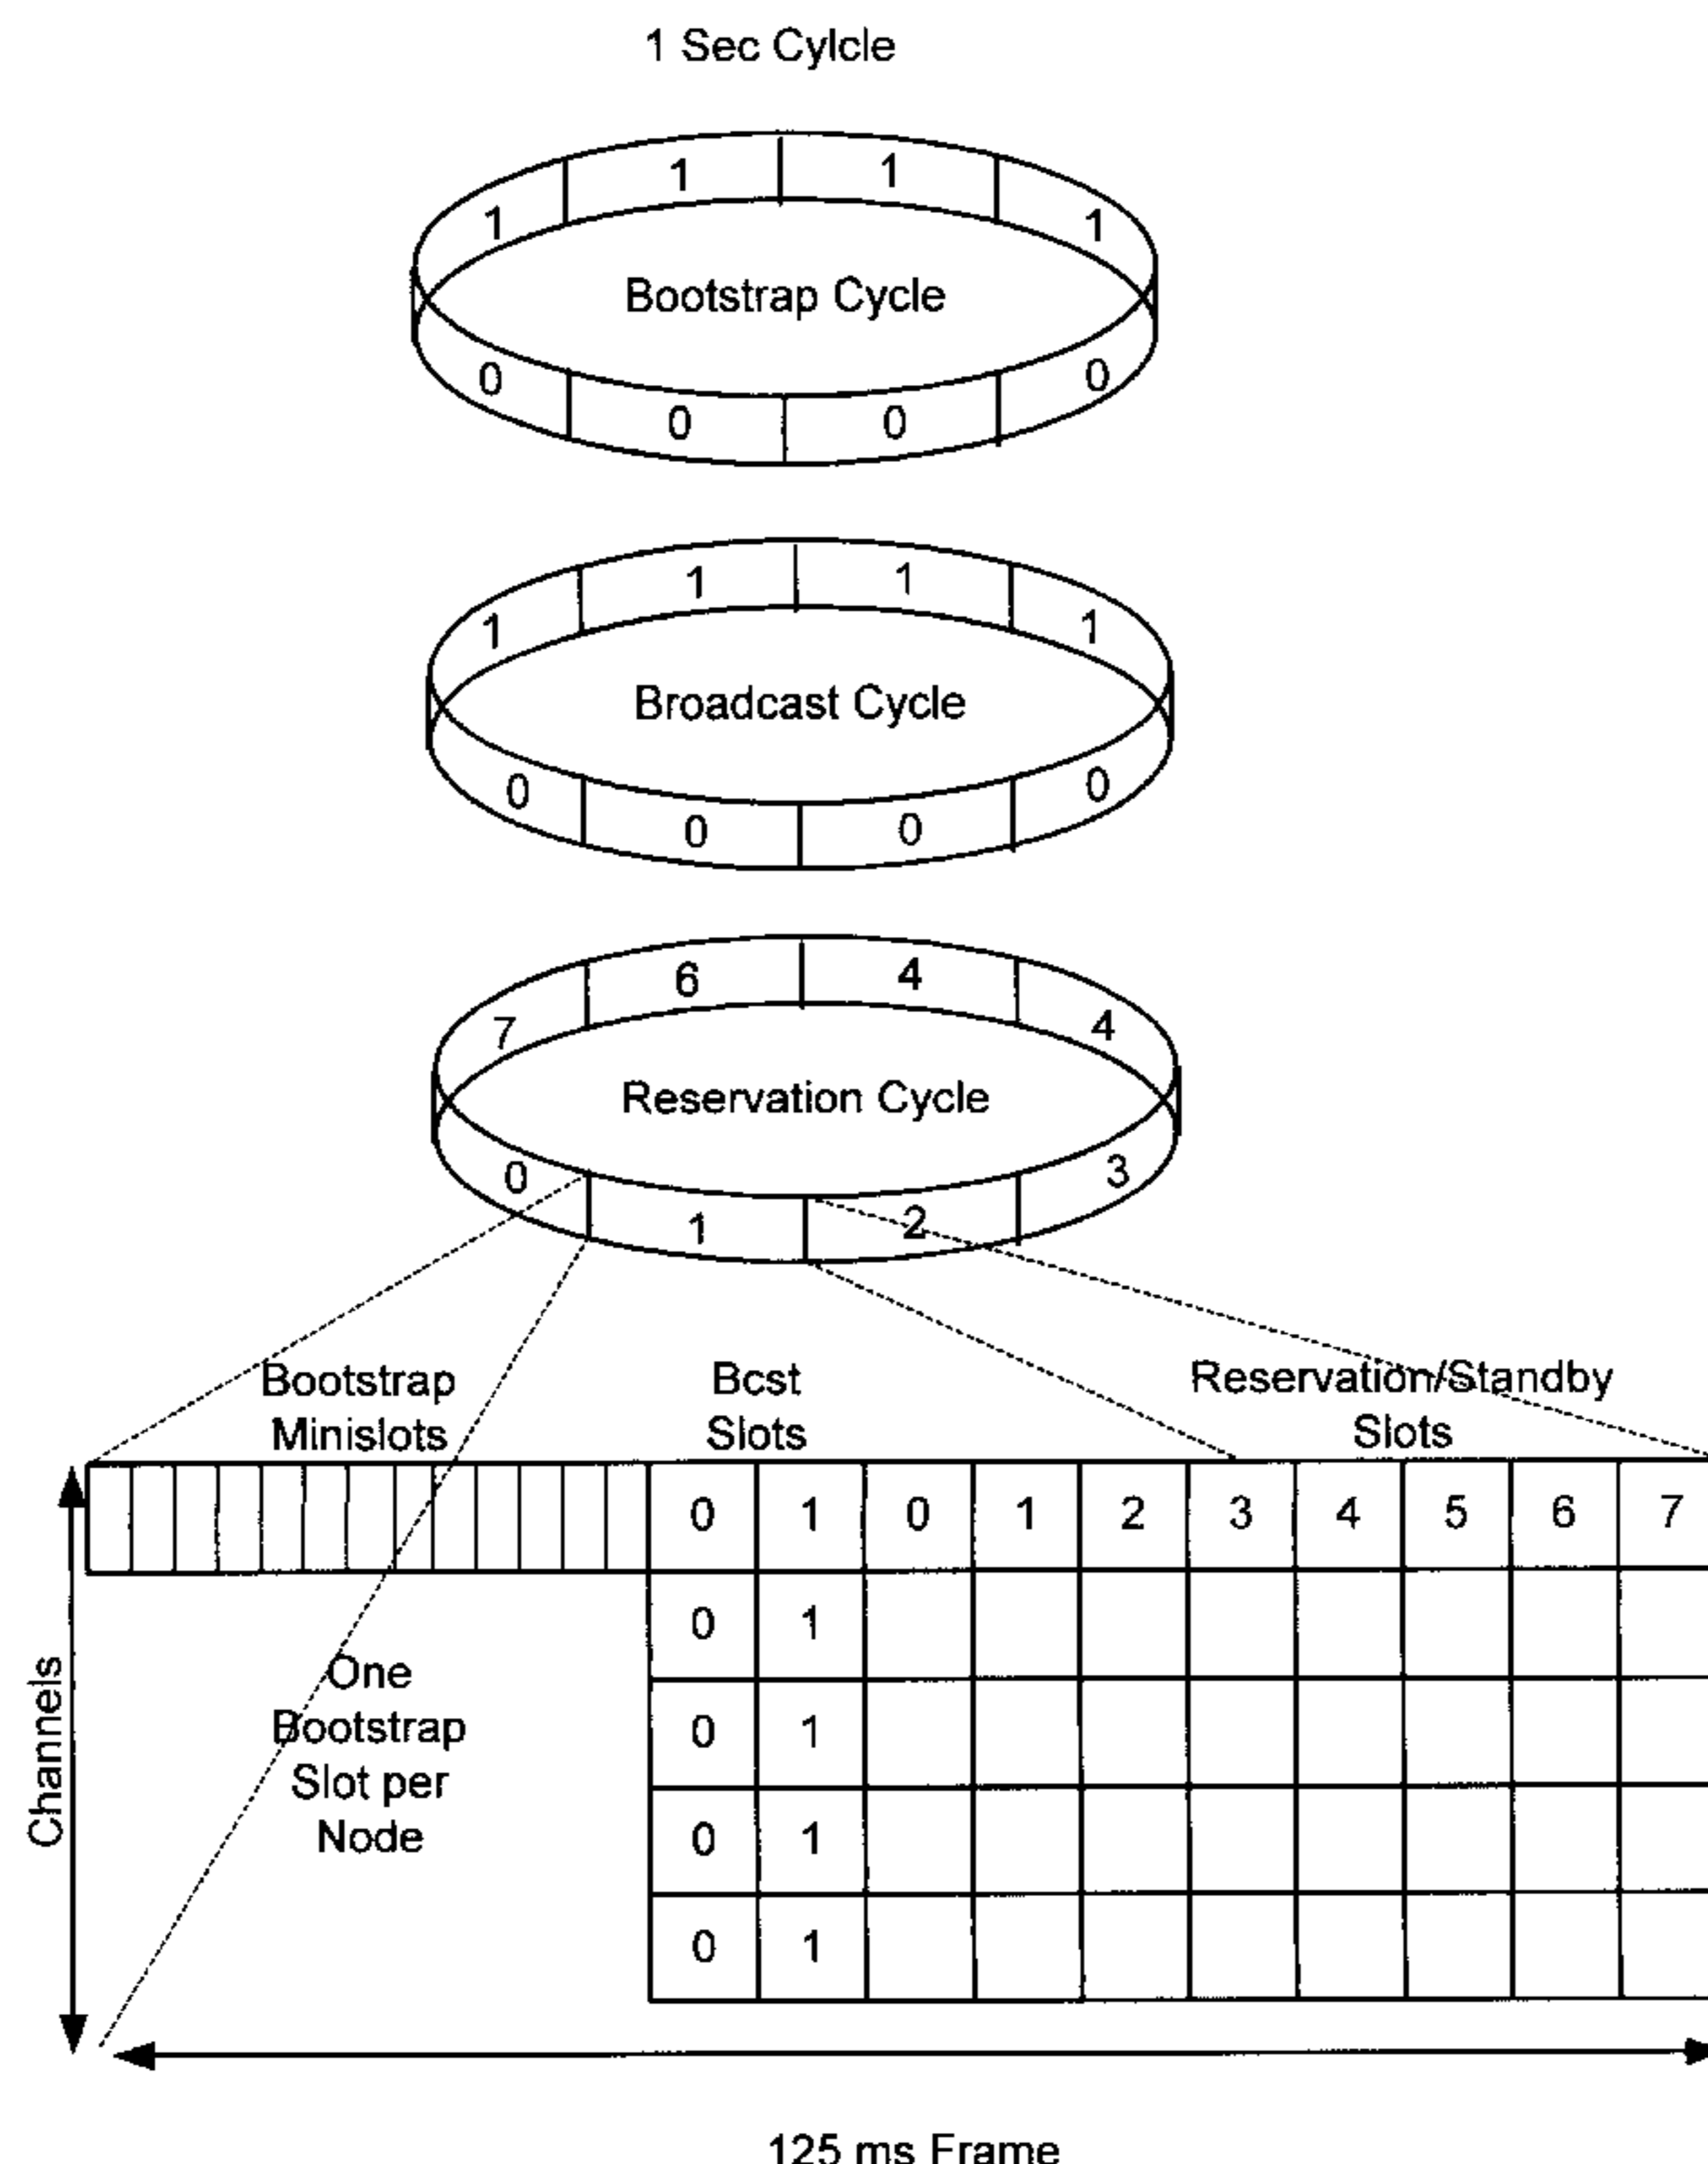 1 Sec Cylcle
1 1 1 1
Bootstrap Cycle
0 0 0 0
1 1 1 1
Broadcast Cycle
0 0 0 0
7 6 4 4
Reservation Cycle
0 1 2 3
Bootstrap
Minislots
Bcst
Slots
Reservation/Standby
Slots
0 1 0 1 2 3 4 5 6 7
0 1
0 1
0 1
0 1
One
Bootstrap
Slot per
Node
Channels
125 ms Frame